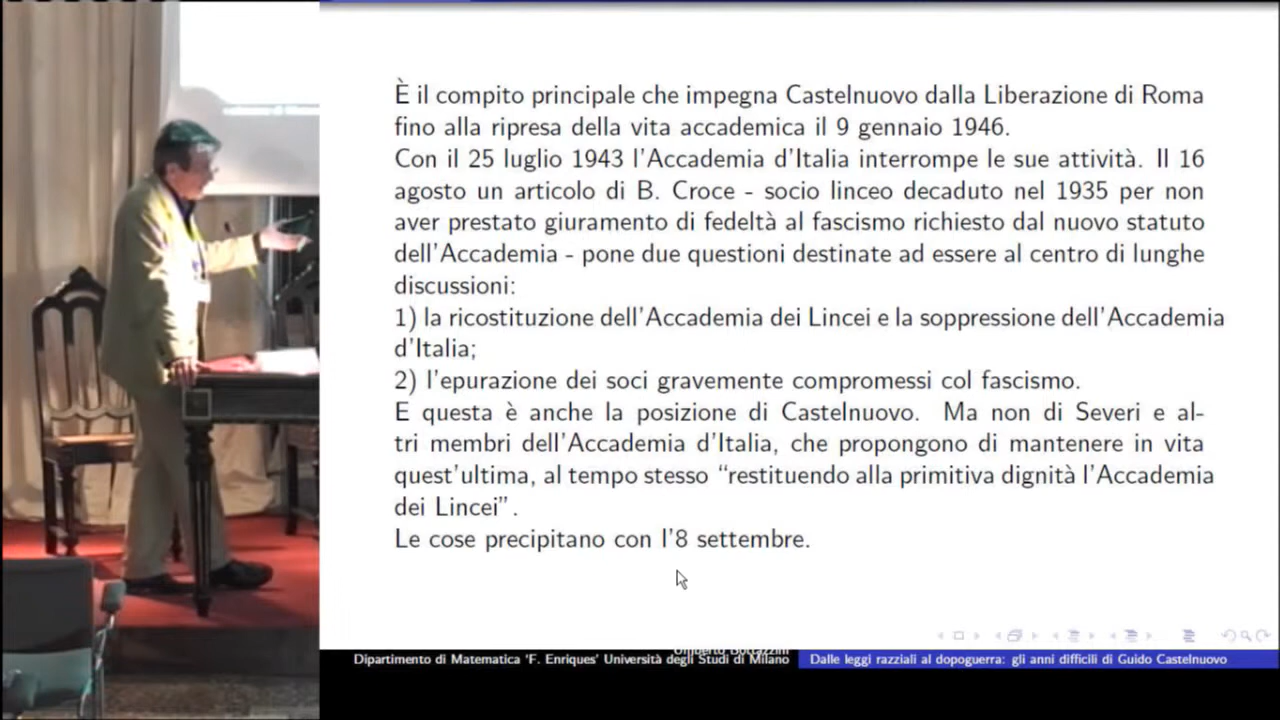 È il compito principale che impegna Castelnuovo dalla Liberazione di Roma
fino alla ripresa della vita accademica il 9 gennaio 1946.
Con il 25 luglio 1943 l'Accademia d'Italia interrompe le sue attività. Il 16
agosto un articolo di B. Croce - socio linceo decaduto nel 1935 per non
aver prestato giuramento di fedeltà al fascismo richiesto dal nuovo statuto
dell'Accademia - pone due questioni destinate ad essere al centro di lunghe
discussioni:
1) la ricostituzione dell'Accademia dei Lincei e la soppressione dell'Accademia
d'Italia;
2) l'epurazione dei soci gravemente compromessi col fascismo.
E questa è anche la posizione di Castelnuovo. Ma non di Severi e al-
tri membri dell'Accademia d'Italia, che propongono di mantenere in vita
quest'ultima, al tempo stesso "restituendo alla primitiva dignità l'Accademia
dei Lincei".
Le cose precipitano con l'8 settembre.
Umberto Bottazzini
Dipartimento di Matematica 'F. Enriques' Università degli Studi di Milano
Dalle leggi razziali al dopoguerra: gli anni difficili di Guido Castelnuovo